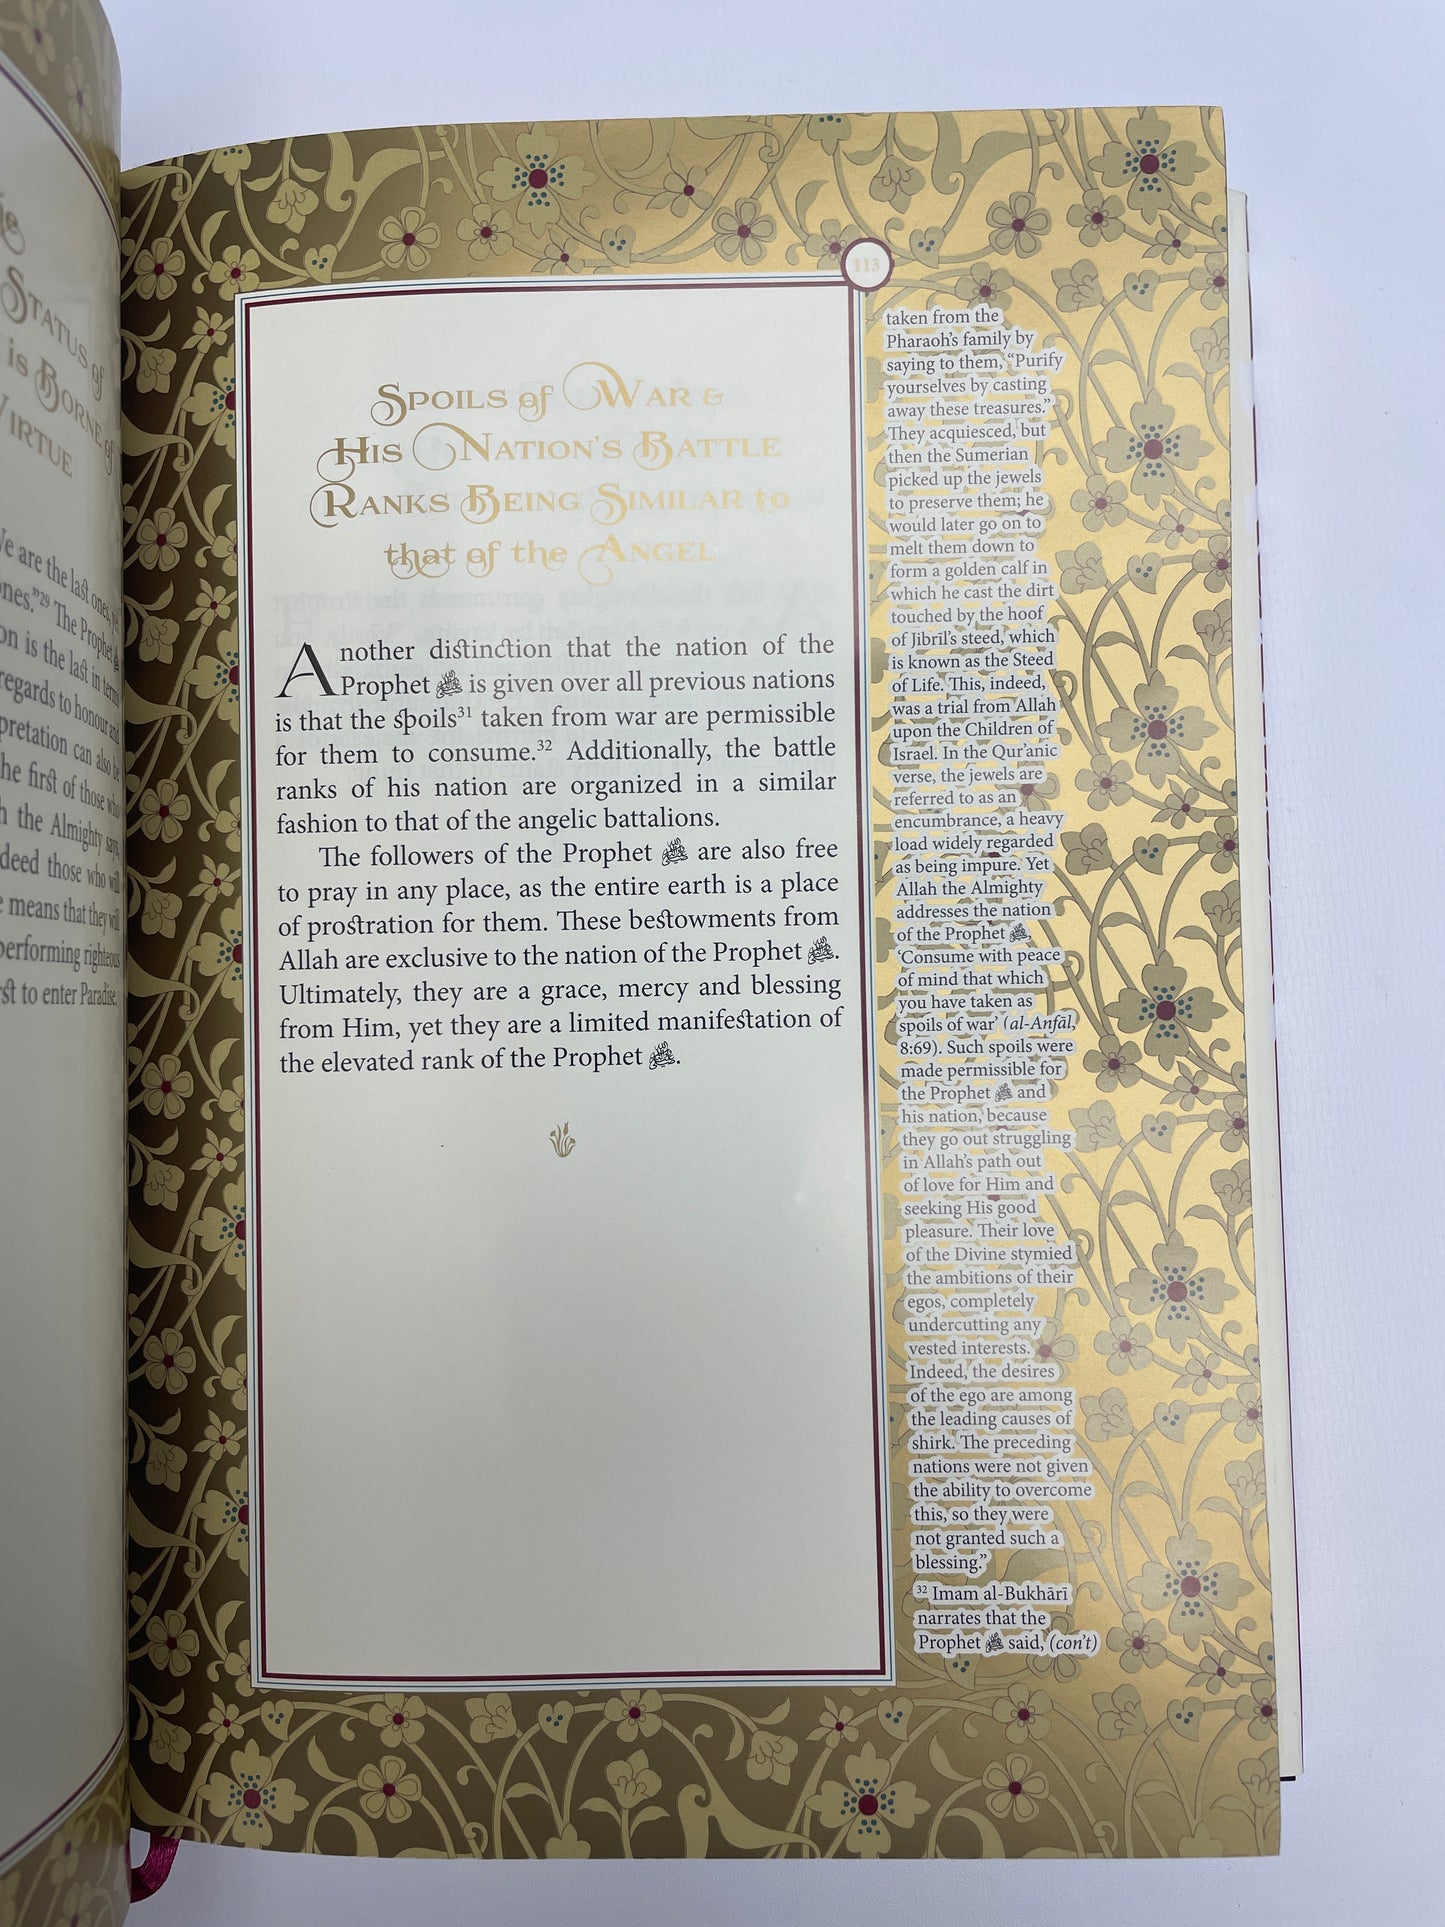 STATUS of
is BORNE of
VIRTUE
We are the last ones, yet
ones."²⁹ The Prophet ﷺ
on is the last in terms
regards to honour and
pretation can also be
he first of those who
h the Almighty says,
deed those who will
e means that they will
performing righteous
rst to enter Paradise.
113
SPOILS of WAR &
HIS NATION'S BATTLE
RANKS BEING SIMILAR to
that of the ANGEL
Another distinction that the nation of the
Prophet ﷺ is given over all previous nations
is that the spoils³¹ taken from war are permissible
for them to consume.³² Additionally, the battle
ranks of his nation are organized in a similar
fashion to that of the angelic battalions.
The followers of the Prophet ﷺ are also free
to pray in any place, as the entire earth is a place
of prostration for them. These bestowments from
Allah are exclusive to the nation of the Prophet ﷺ.
Ultimately, they are a grace, mercy and blessing
from Him, yet they are a limited manifestation of
the elevated rank of the Prophet ﷺ.
taken from the
Pharaoh's family by
saying to them, "Purify
yourselves by casting
away these treasures."
They acquiesced, but
then the Sumerian
picked up the jewels
to preserve them; he
would later go on to
melt them down to
form a golden calf in
which he cast the dirt
touched by the hoof
of Jibrīl's steed, which
is known as the Steed
of Life. This, indeed,
was a trial from Allah
upon the Children of
Israel. In the Qur'anic
verse, the jewels are
referred to as an
encumbrance, a heavy
load widely regarded
as being impure. Yet
Allah the Almighty
addresses the nation
of the Prophet ﷺ,
'Consume with peace
of mind that which
you have taken as
spoils of war' (al-Anfāl,
8:69). Such spoils were
made permissible for
the Prophet ﷺ and
his nation, because
they go out struggling
in Allah's path out
of love for Him and
seeking His good
pleasure. Their love
of the Divine stymied
the ambitions of their
egos, completely
undercutting any
vested interests.
Indeed, the desires
of the ego are among
the leading causes of
shirk. The preceding
nations were not given
the ability to overcome
this, so they were
not granted such a
blessing."
³² Imam al-Bukhārī
narrates that the
Prophet ﷺ said, (con't)